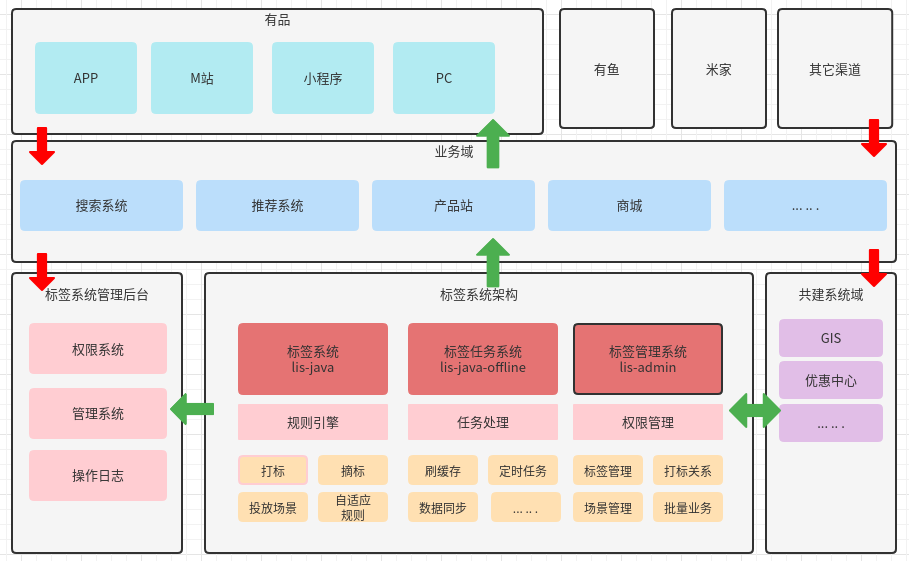 有品
APP
M站
小程序
PC
有鱼
米家
其它渠道
业务域
搜索系统
推荐系统
产品站
商城
... .. .
标签系统管理后台
权限系统
管理系统
操作日志
标签系统架构
标签系统
lis-java
标签任务系统
lis-java-offline
标签管理系统
lis-admin
规则引擎
任务处理
权限管理
打标
摘标
刷缓存
定时任务
标签管理
打标关系
投放场景
自适应
规则
数据同步
... .. .
场景管理
批量业务
共建系统域
GIS
优惠中心
... .. .